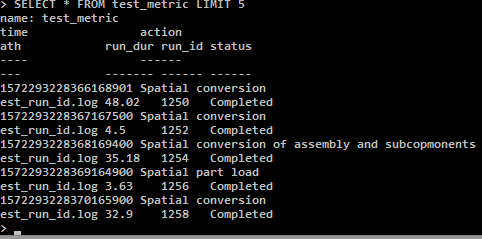 > SELECT * FROM test_metric LIMIT 5
name: test_metric
time action
ath run_dur run_id status
---- ------
--- ------- ------ ------
1572293228366168901 Spatial conversion
est_run_id.log 48.02 1250 Completed
1572293228367167500 Spatial conversion
est_run_id.log 4.5 1252 Completed
1572293228368169400 Spatial conversion of assembly and subcopmonents
est_run_id.log 35.18 1254 Completed
1572293228369164900 Spatial part load
est_run_id.log 3.63 1256 Completed
1572293228370165900 Spatial conversion
est_run_id.log 32.9 1258 Completed
> _